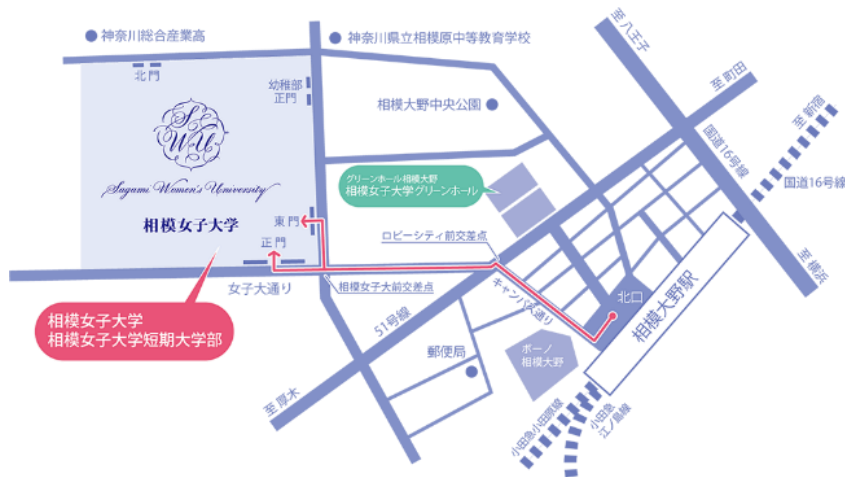 神奈川総合産業高
神奈川県立相模原中等教育学校
至八王子
北門
幼稚部
正門
相模大野中央公園
至町田
至新宿
国道16号線
国道16号線
SWU
Sagami Women's University
相模女子大学
グリーンホール相模大野
相模女子大学グリーンホール
東門
正門
ロビーシティ前交差点
至横浜
女子大通り
相模女子大前交差点
キャンパス通り
北口
相模大野駅
相模女子大学
相模女子大学短期大学部
51号線
郵便局
ボーノ
相模大野
至厚木
小田急小田原線
小田急
江ノ島線